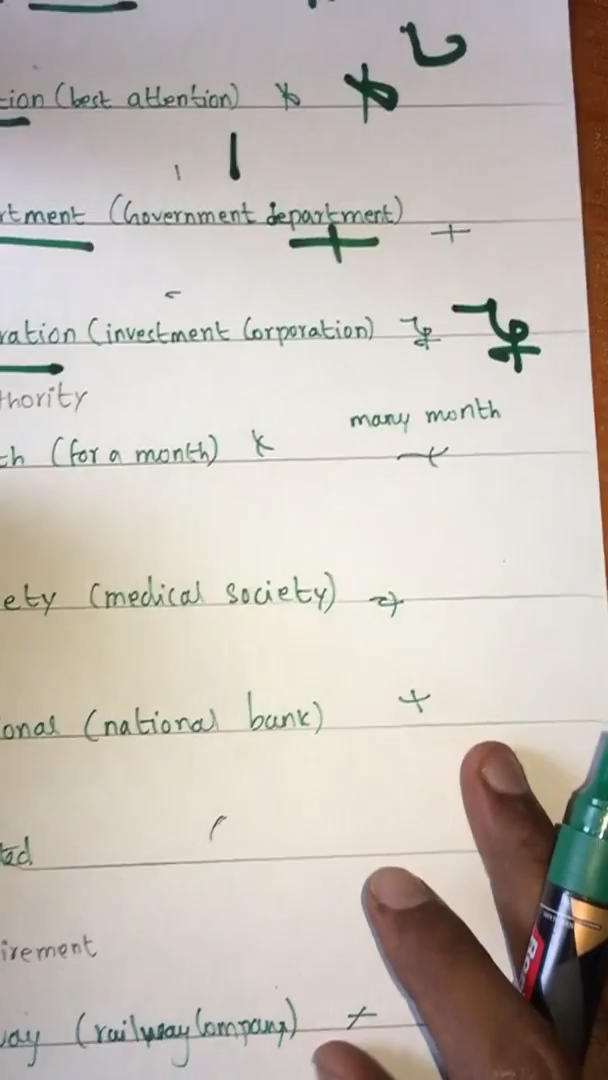 tion (best attention)
rtment (Government department)
ration (investment Corporation)
thority
many month
th (for a month)
ety (medical society)
onal (national bank)
ted
irement
way (railway Company)